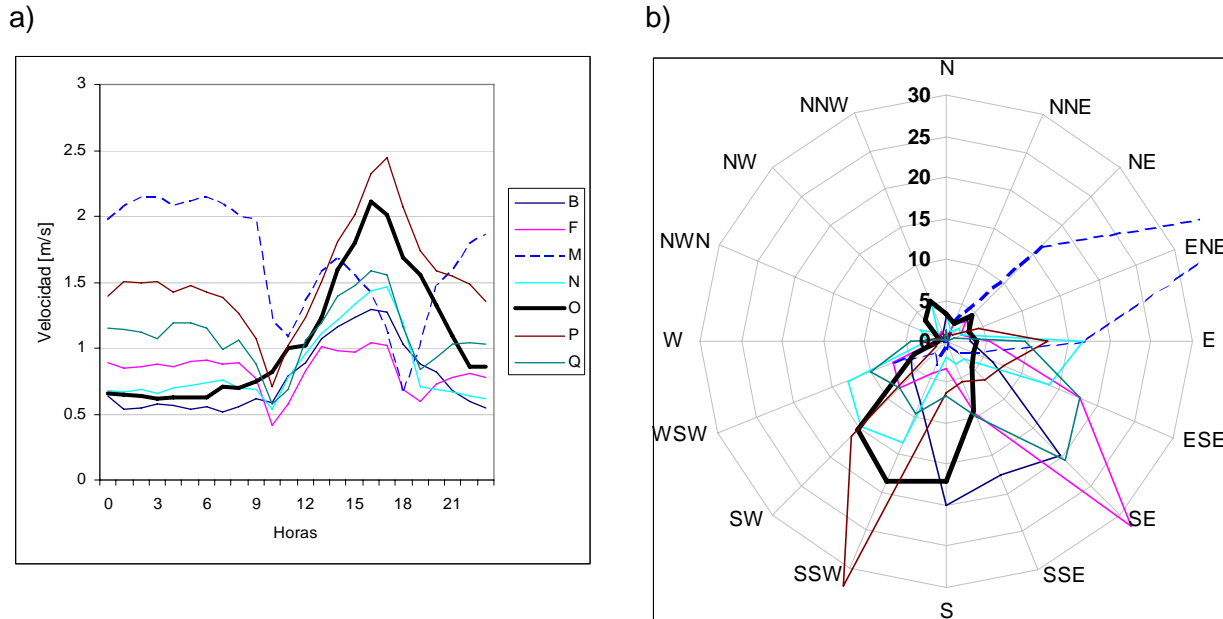 a)
b)
3
2.5
2
1.5
1
0.5
0
Velocidad [m/s]
0 3 6 9 12 15 18 21
Horas
B
F
M
N
O
P
Q
N
NNE
NE
ENE
E
ESE
SE
SSE
S
SSW
SW
WSW
W
NWN
NW
NNW
30
25
20
15
10
5
0